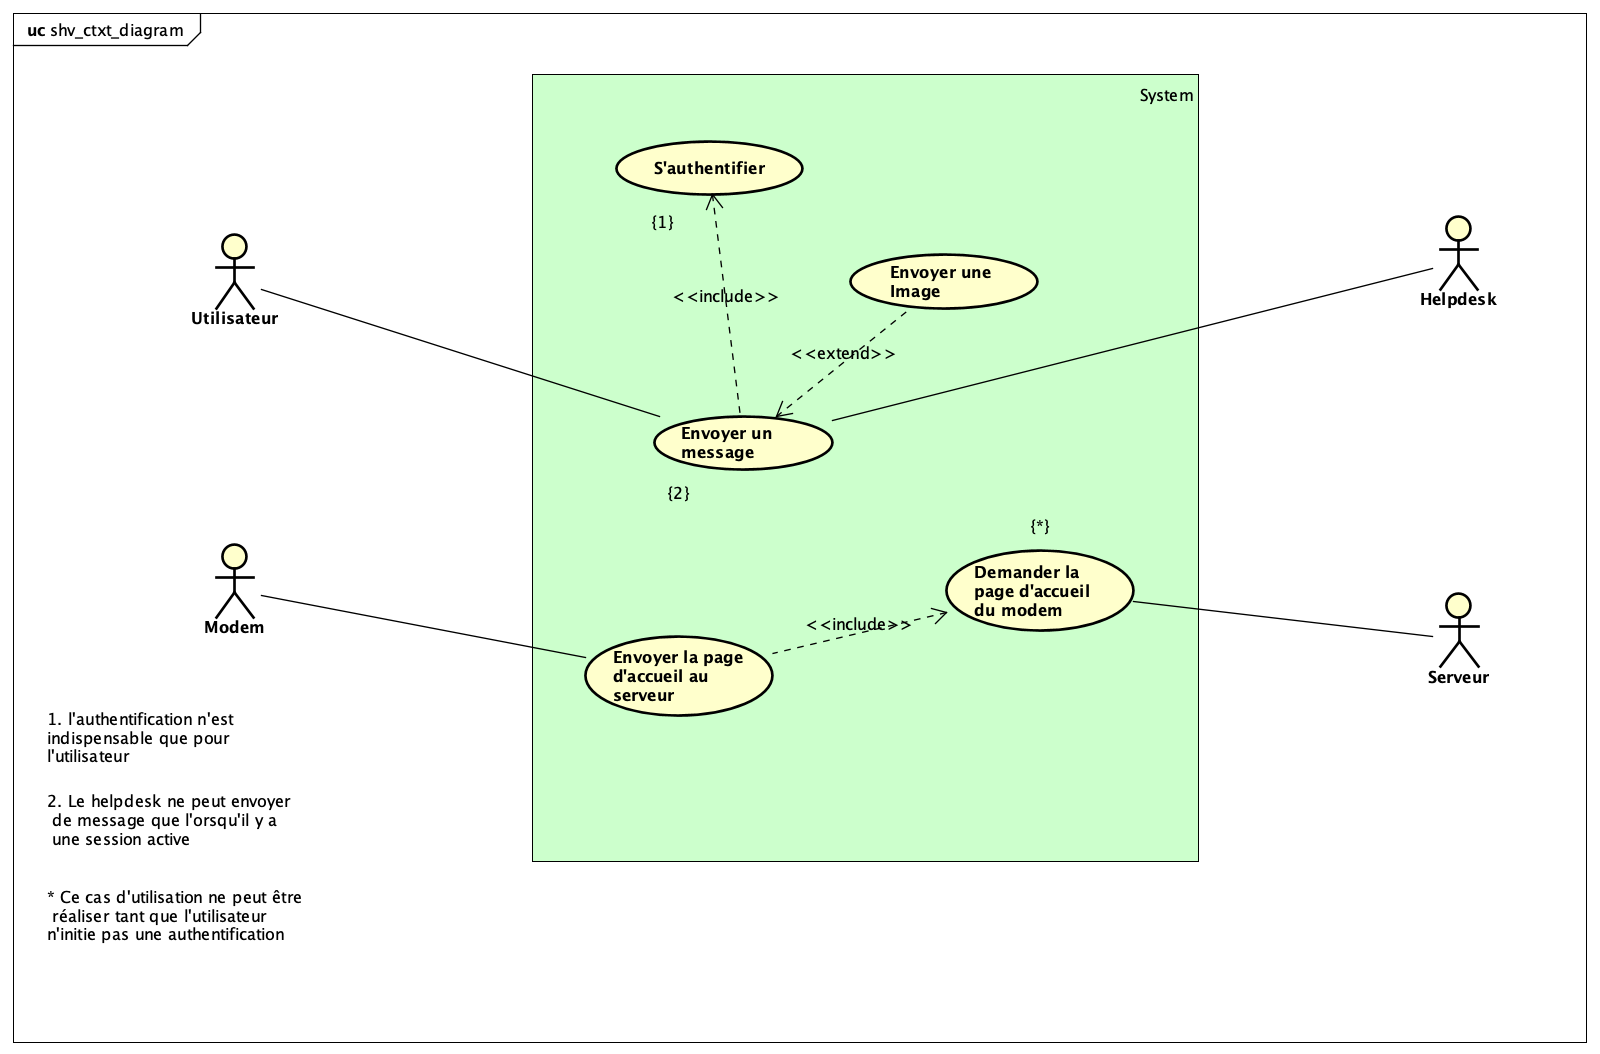 uc shv_ctxt_diagram
System
S'authentifier
{1}
Envoyer une
Image
<<include>>
Utilisateur
Helpdesk
<<extend>>
Envoyer un
message
{2}
{*}
Demander la
page d'accueil
du modem
<<include>>
Modem
Envoyer la page
d'accueil au
serveur
Serveur
1. l'authentification n'est
indispensable que pour
l'utilisateur
2. Le helpdesk ne peut envoyer
de message que l'orsqu'il y a
une session active
* Ce cas d'utilisation ne peut être
réaliser tant que l'utilisateur
n'initie pas une authentification